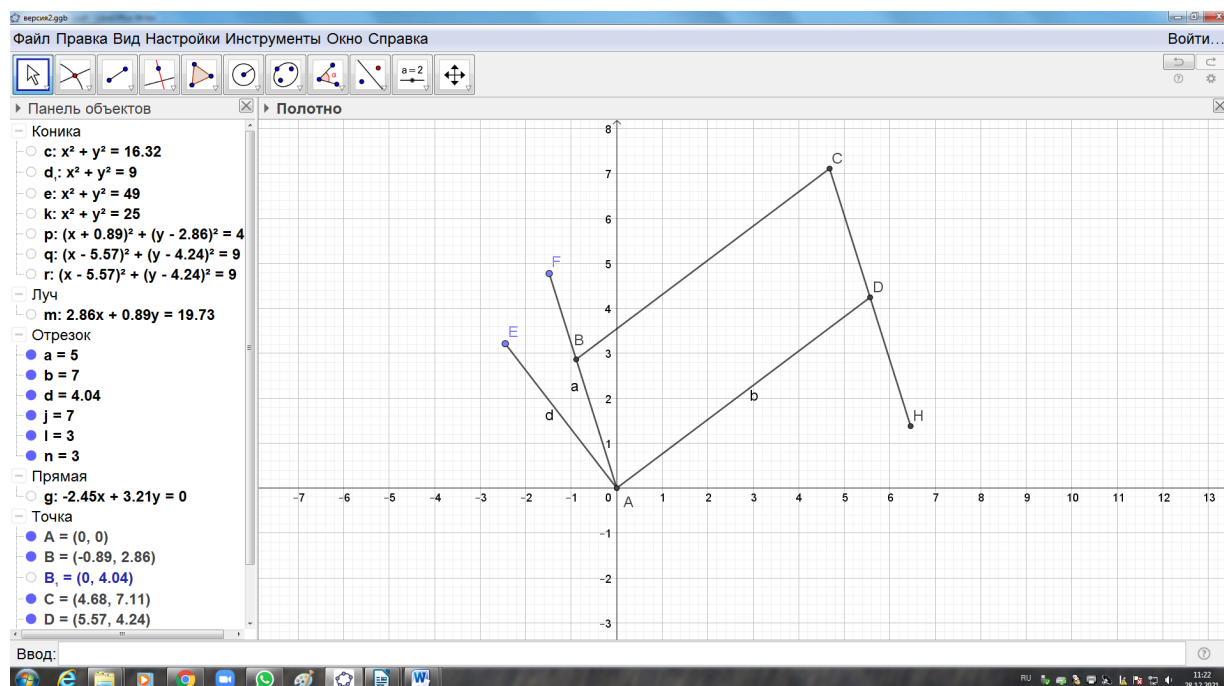 версия2.ggb
Файл Правка Вид Настройки Инструменты Окно Справка
Войти...
a=2
Панель объектов
Полотно
Коника
c: x² + y² = 16.32
d₁: x² + y² = 9
e: x² + y² = 49
k: x² + y² = 25
p: (x + 0.89)² + (y - 2.86)² = 4
q: (x - 5.57)² + (y - 4.24)² = 9
r: (x - 5.57)² + (y - 4.24)² = 9
Луч
m: 2.86x + 0.89y = 19.73
Отрезок
a = 5
b = 7
d = 4.04
j = 7
l = 3
n = 3
Прямая
g: -2.45x + 3.21y = 0
Точка
A = (0, 0)
B = (-0.89, 2.86)
B₁ = (0, 4.04)
C = (4.68, 7.11)
D = (5.57, 4.24)
8
C
7
6
F
5
D
4
E
B
3
a
2
b
d
H
1
−7 −6 −5 −4 −3 −2 −1 0 1 2 3 4 5 6 7 8 9 10 11 12 13
A
−1
−2
−3
Ввод:
RU
11:22
28.12.2021